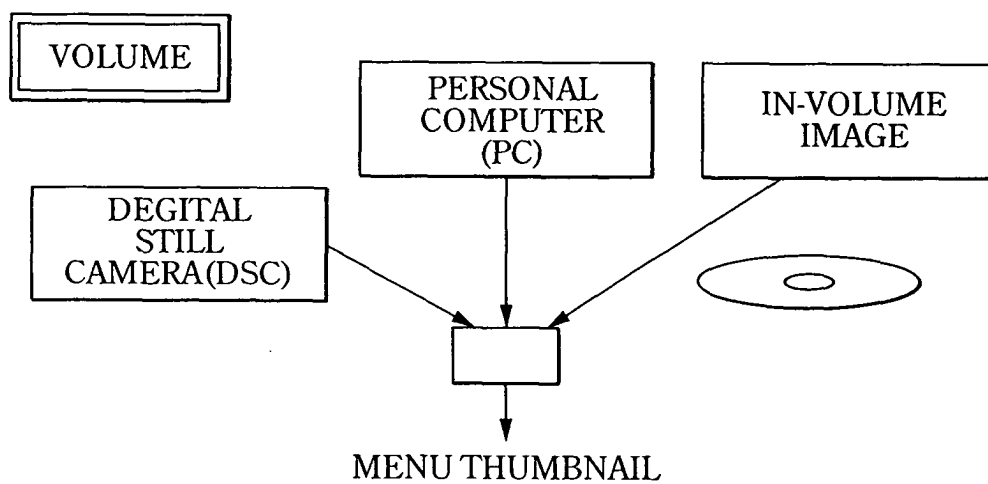 VOLUME
PERSONAL
COMPUTER
(PC)
IN-VOLUME
IMAGE
DEGITAL
STILL
CAMERA(DSC)
MENU THUMBNAIL